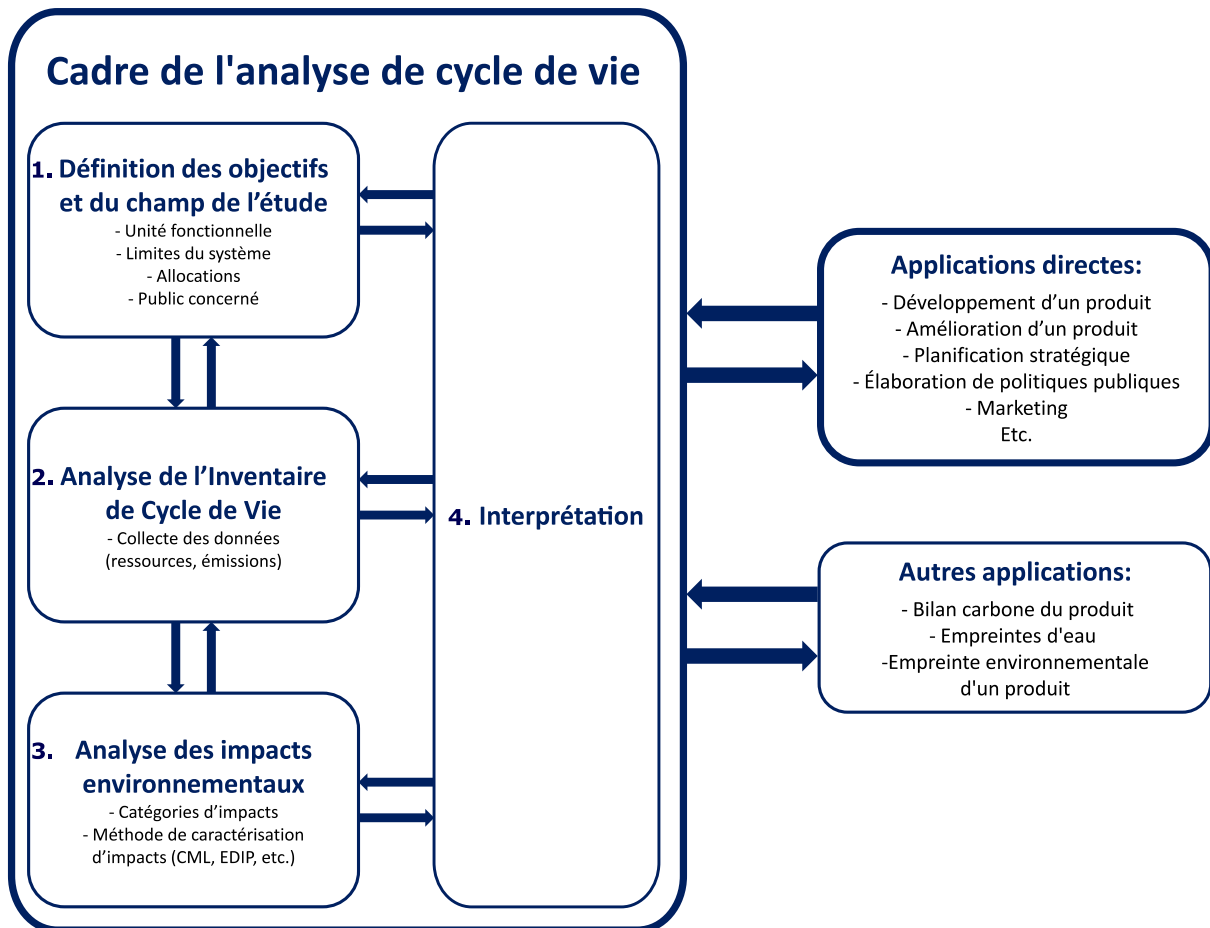 Cadre de l'analyse de cycle de vie
1. Définition des objectifs
et du champ de l’étude
- Unité fonctionnelle
- Limites du système
- Allocations
- Public concerné
2. Analyse de l’Inventaire
de Cycle de Vie
- Collecte des données
(ressources, émissions)
3. Analyse des impacts
environnementaux
- Catégories d’impacts
- Méthode de caractérisation
d’impacts (CML, EDIP, etc.)
4. Interprétation
Applications directes:
- Développement d’un produit
- Amélioration d’un produit
- Planification stratégique
- Élaboration de politiques publiques
- Marketing
Etc.
Autres applications:
- Bilan carbone du produit
- Empreintes d'eau
-Empreinte environnementale
d'un produit